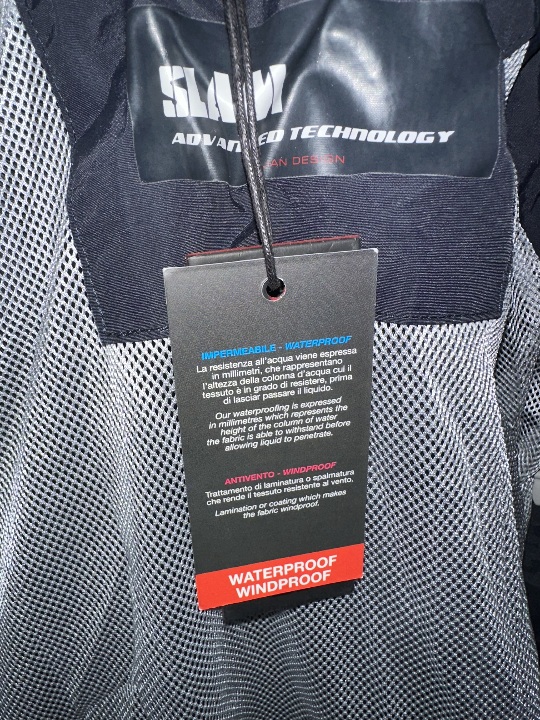 SLAM
ADVANCED TECHNOLOGY
DESIGN
IMPERMEABILE - WATERPROOF
La resistenza all'acqua viene espressa
in millimetri, che rappresentano
l'altezza della colonna d'acqua cui il
tessuto è in grado di resistere, prima
di lasciar passare il liquido.
Our waterproofing is expressed
in millimetres which represents the
height of the column of water
the fabric is able to withstand before
allowing liquid to penetrate.
ANTIVENTO - WINDPROOF
Trattamento di laminatura o spalmatura
che rende il tessuto resistente al vento.
Lamination or coating which makes
the fabric windproof.
WATERPROOF
WINDPROOF